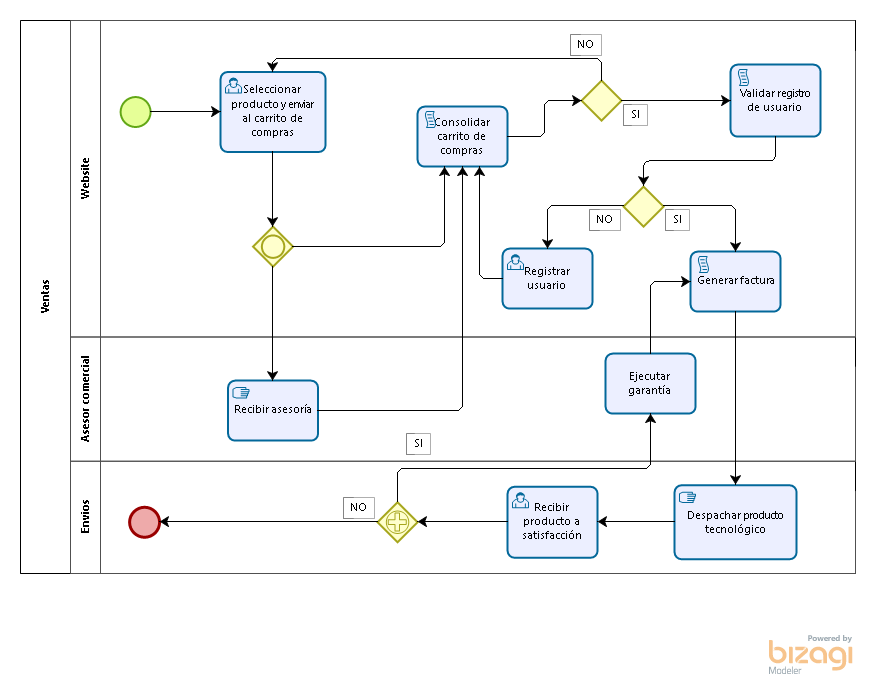 Ventas
Website
Asesor comercial
Envios
NO
Seleccionar
producto y enviar
al carrito de
compras
Consolidar
carrito de
compras
SI
Validar registro
de usuario
NO
SI
Registrar
usuario
Generar factura
Recibir asesoría
Ejecutar
garantía
SI
NO
Recibir
producto a
satisfacción
Despachar producto
tecnológico
Powered by
bizagi
Modeler